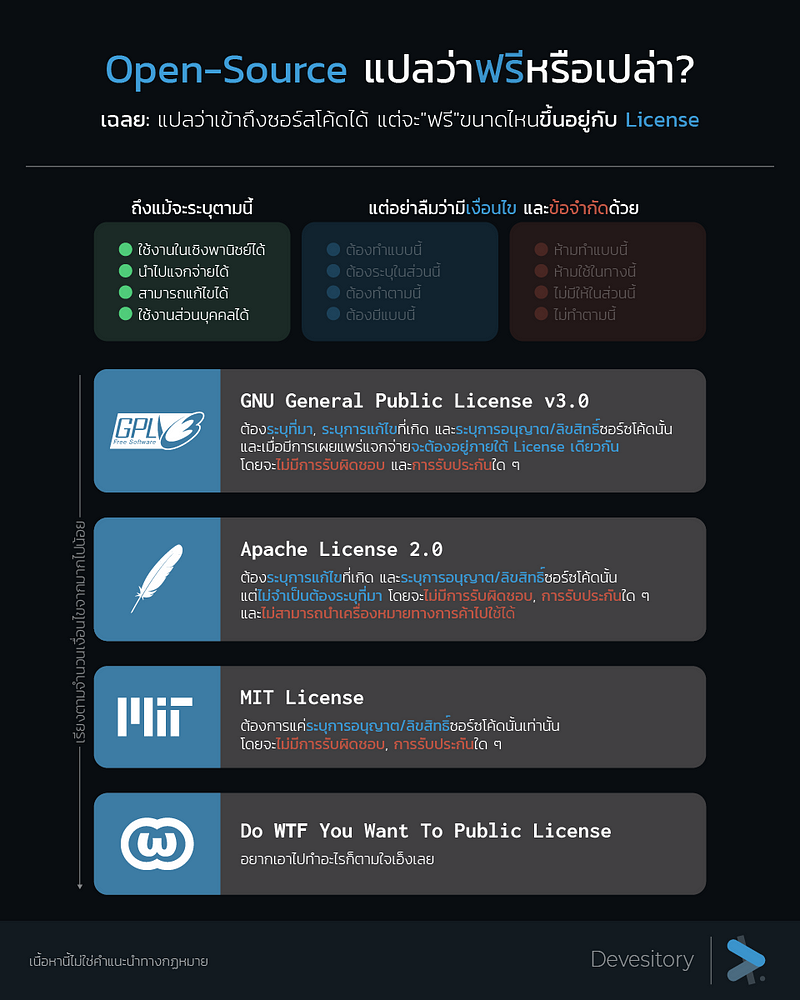 Open-Source แปลว่าฟรีหรือเปล่า?
เฉลย: แปลว่าเข้าถึงซอร์สโค้ดได้ แต่จะ"ฟรี"ขนาดไหนขึ้นอยู่กับ License
ถึงแม้จะระบุตามนี้
ใช้งานในเชิงพาณิชย์ได้
นำไปแจกจ่ายได้
สามารถแก้ไขได้
ใช้งานส่วนบุคคลได้
แต่อย่าลืมว่ามีเงื่อนไข และข้อจำกัดด้วย
ต้องทำแบบนี้
ต้องระบุในส่วนนี้
ต้องทำตามนี้
ต้องมีแบบนี้
ห้ามทำแบบนี้
ห้ามใช้ในทางนี้
ไม่มีให้ในส่วนนี้
ไม่ทำตามนี้
เรียงตามจำนวนเงื่อนไขจากมากไปน้อย
GPLv3
Free Software
GNU General Public License v3.0
ต้องระบุที่มา, ระบุการแก้ไขที่เกิด และระบุการอนุญาต/ลิขสิทธิ์ซอร์ซโค้ดนั้น
และเมื่อมีการเผยแพร่แจกจ่ายจะต้องอยู่ภายใต้ License เดียวกัน
โดยจะไม่มีการรับผิดชอบ และการรับประกันใด ๆ
Apache License 2.0
ต้องระบุการแก้ไขที่เกิด และระบุการอนุญาต/ลิขสิทธิ์ซอร์ซโค้ดนั้น
แต่ไม่จำเป็นต้องระบุที่มา โดยจะไม่มีการรับผิดชอบ, การรับประกันใด ๆ
และไม่สามารถนำเครื่องหมายทางการค้าไปใช้ได้
MIT
MIT License
ต้องการแค่ระบุการอนุญาต/ลิขสิทธิ์ซอร์ซโค้ดนั้นเท่านั้น
โดยจะไม่มีการรับผิดชอบ, การรับประกันใด ๆ
Do WTF You Want To Public License
อยากเอาไปทำอะไรก็ตามใจเอ็งเลย
เนื้อหานี้ไม่ใช่คำแนะนำทางกฎหมาย
Devesitory